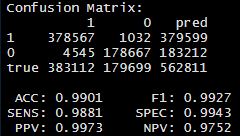 Confusion Matrix:
1 0 pred
1 378567 1032 379599
0 4545 178667 183212
true 383112 179699 562811
ACC: 0.9901 F1: 0.9927
SENS: 0.9881 SPEC: 0.9943
PPV: 0.9973 NPV: 0.9752